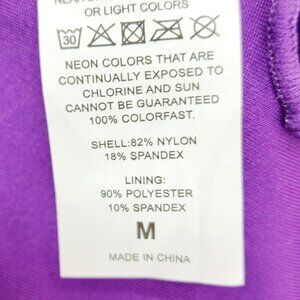 OR LIGHT COLORS
30
NEON COLORS THAT ARE
CONTINUALLY EXPOSED TO
CHLORINE AND SUN
CANNOT BE GUARANTEED
100% COLORFAST.
SHELL:82% NYLON
18% SPANDEX
LINING:
90% POLYESTER
10% SPANDEX
M
MADE IN CHINA